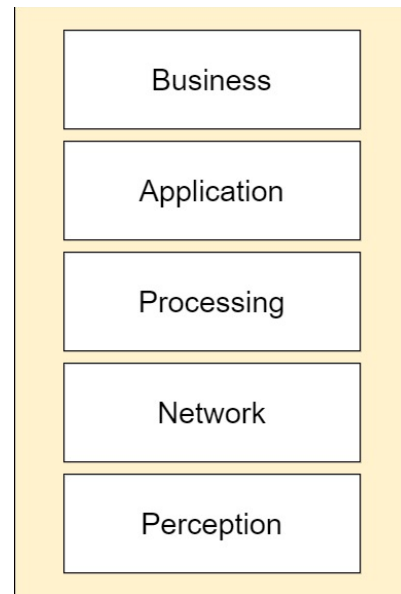 Business
Application
Processing
Network
Perception